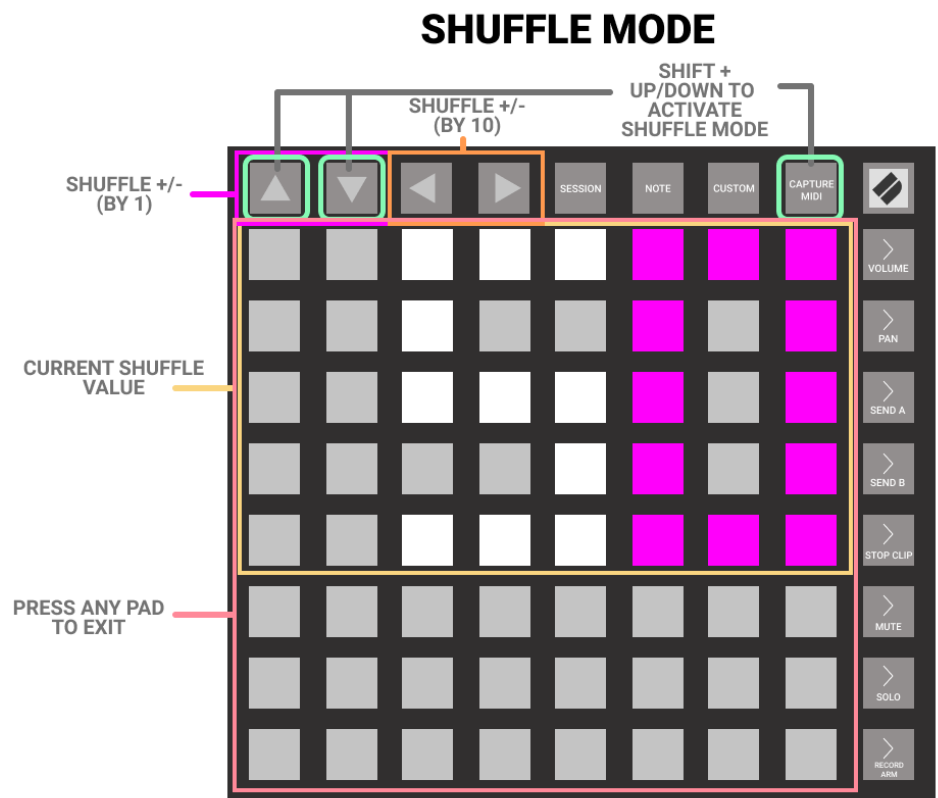 SHUFFLE MODE
SHIFT +
UP/DOWN TO
ACTIVATE
SHUFFLE MODE
SHUFFLE +/-
(BY 10)
SHUFFLE +/-
(BY 1)
SESSION
NOTE
CUSTOM
CAPTURE
MIDI
VOLUME
PAN
CURRENT SHUFFLE
VALUE
SEND A
SEND B
STOP CLIP
PRESS ANY PAD
TO EXIT
MUTE
SOLO
RECORD
ARM